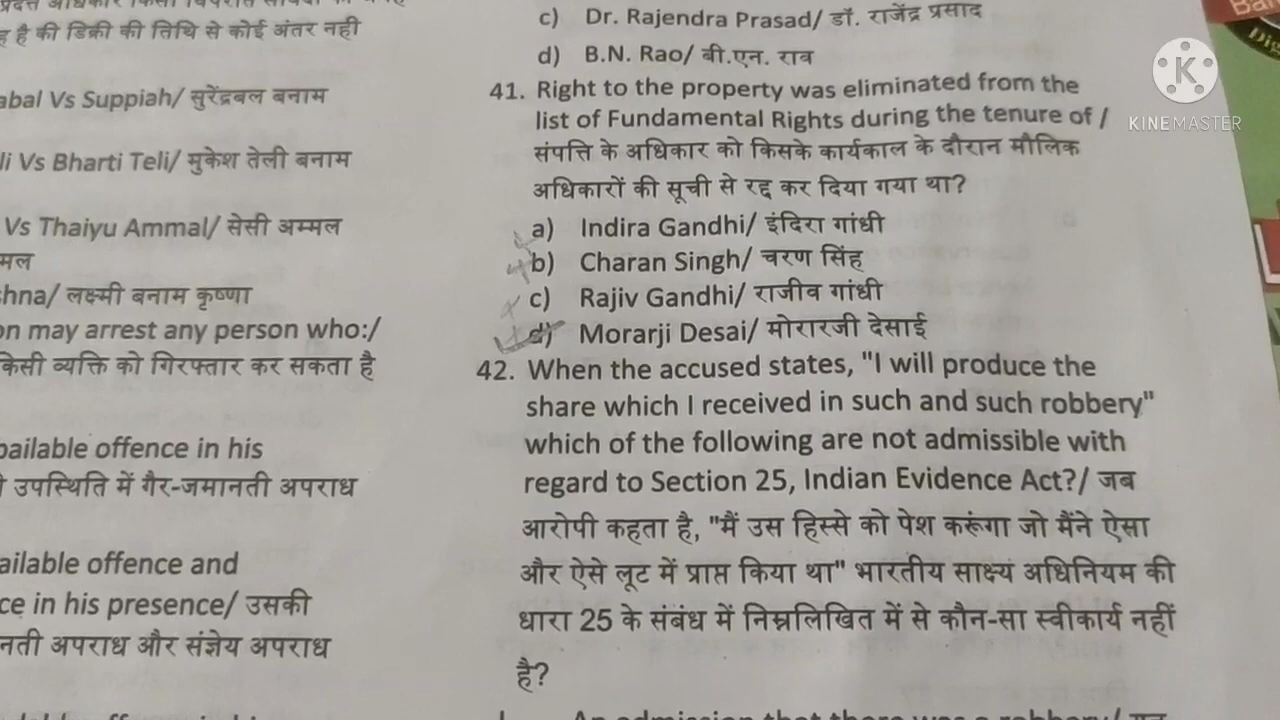 ह है की डिक्री की तिथि से कोई अंतर नही
Vs Suppiah/ सुरेंद्रबल बनाम
Vs Bharti Teli/ मुकेश तेली बनाम
Vs Thaiyu Ammal/ सेसी अम्मल
मल
लक्ष्मी बनाम कृष्णा
on may arrest any person who:/
किसी व्यक्ति को गिरफ्तार कर सकता है
bailable offence in his
उपस्थिति में गैर-जमानती अपराध
ailable offence and
ce in his presence/ उसकी
नती अपराध और संज्ञेय अपराध
c) Dr. Rajendra Prasad/ डॉ. राजेंद्र प्रसाद
d) B.N. Rao/ बी.एन. राव
41. Right to the property was eliminated from the
list of Fundamental Rights during the tenure of /
संपत्ति के अधिकार को किसके कार्यकाल के दौरान मौलिक
अधिकारों की सूची से रद्द कर दिया गया था?
a) Indira Gandhi/ इंदिरा गांधी
b) Charan Singh/ चरण सिंह
c) Rajiv Gandhi/ राजीव गांधी
d) Morarji Desai/ मोरारजी देसाई
42. When the accused states, "I will produce the
share which I received in such and such robbery"
which of the following are not admissible with
regard to Section 25, Indian Evidence Act?/ जब
आरोपी कहता है, "मैं उस हिस्से को पेश करूंगा जो मैंने ऐसा
और ऐसे लूट में प्राप्त किया था" भारतीय साक्ष्य अधिनियम की
धारा 25 के संबंध में निम्नलिखित में से कौन-सा स्वीकार्य नहीं
है?
K
KINEMASTER